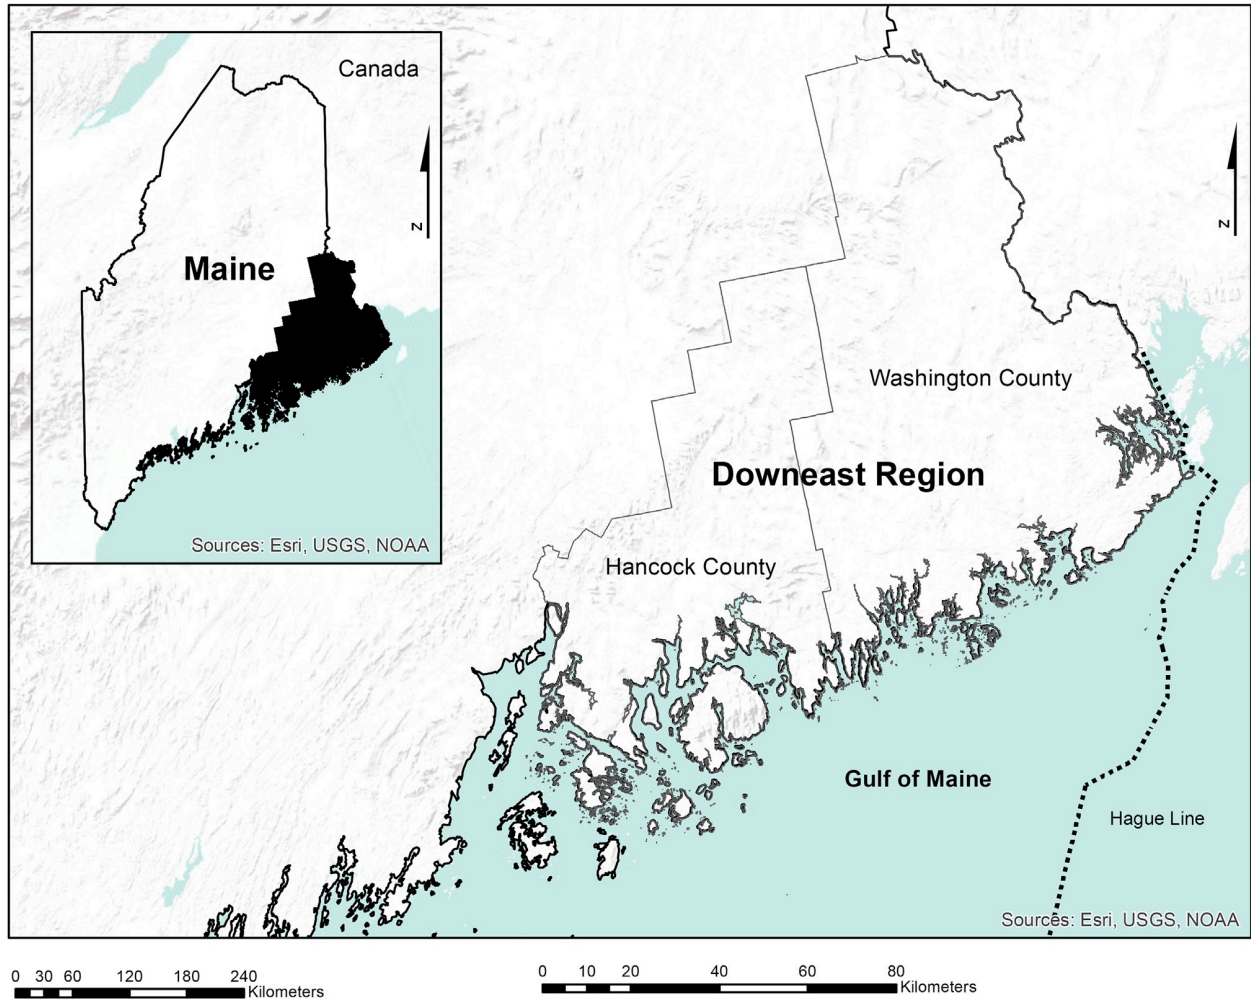 Canada
Maine
N
Sources: Esri, USGS, NOAA
N
Washington County
Downeast Region
Hancock County
Gulf of Maine
Hague Line
Sources: Esri, USGS, NOAA
0 30 60 120 180 240
Kilometers
0 10 20 40 60 80
Kilometers